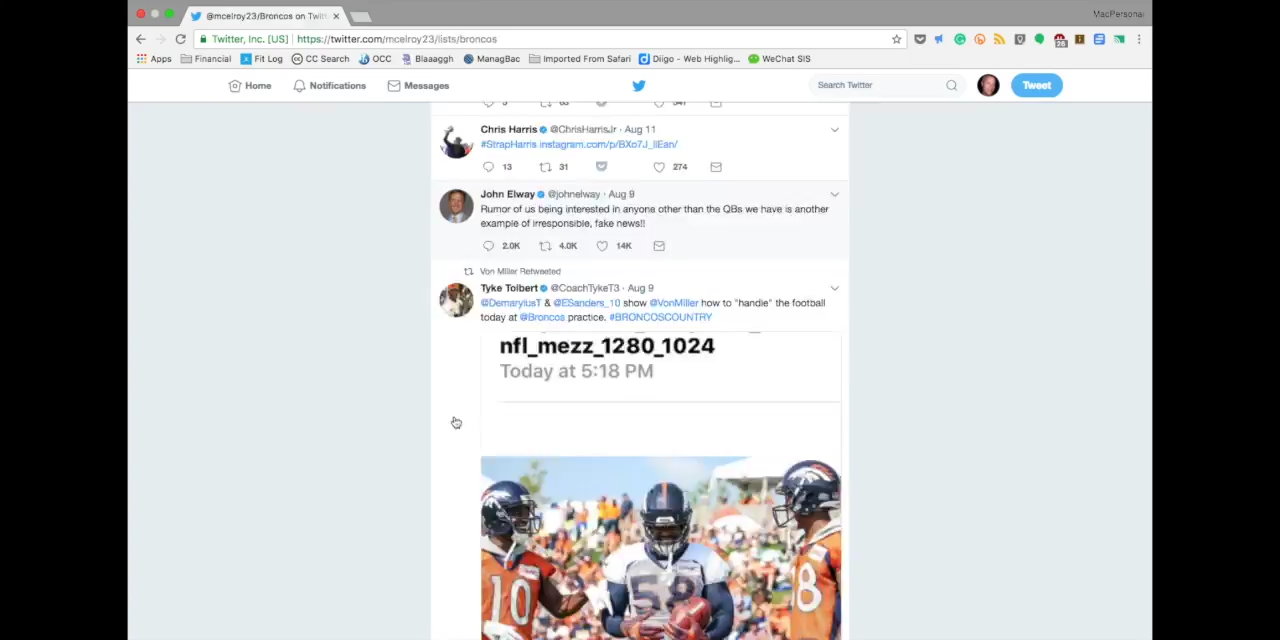 @mcelroy23/Broncos on Twitt
MacPersonal
Twitter, Inc. [US] https://twitter.com/mcelroy23/lists/broncos
Apps Financial Fit Log CC Search OCC Blaaaggh ManagBac Imported From Safari Diigo - Web Highlig... WeChat SIS
Home Notifications Messages Search Twitter Tweet
Chris Harris @ChrisHarrisJr · Aug 11
#StrapHarris instagram.com/p/BXo7J_IlEan/
13 31 274
John Elway @johnelway · Aug 9
Rumor of us being interested in anyone other than the QBs we have is another
example of irresponsible, fake news!!
2.0K 4.0K 14K
Von Miller Retweeted
Tyke Tolbert @CoachTykeT3 · Aug 9
@DemaryiusT & @ESanders_10 show @VonMiller how to "handle" the football
today at @Broncos practice. #BRONCOSCOUNTRY
nfl_mezz_1280_1024
Today at 5:18 PM
10 58 18